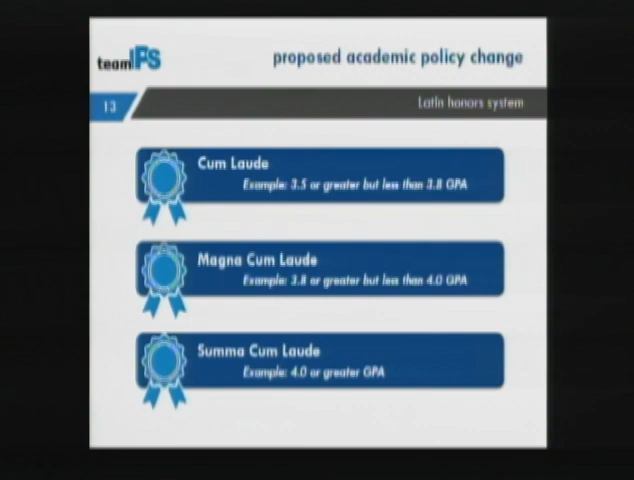 teamIPS
proposed academic policy change
13
Latin honors system
Cum Laude
Example: 3.5 or greater but less than 3.8 GPA
Magna Cum Laude
Example: 3.8 or greater but less than 4.0 GPA
Summa Cum Laude
Example: 4.0 or greater GPA